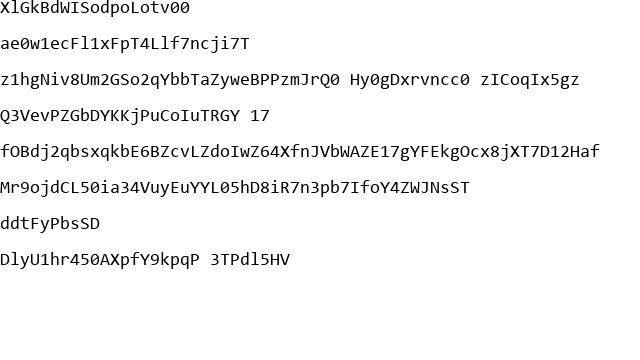 XlGkBdWISodpoLotv00
ae0w1ecFl1xFpT4Llf7ncji7T
z1hgNiv8Um2GSo2qYbbTaZyweBPPzmJrQ0 Hy0gDxrvncc0 zICoqIx5gz
Q3VevPZGbDYKKjPuCoIuTRGY 17
fOBdj2qbsxqkbE6BZcvLZdoIwZ64XfnJVbWAZE17gYFEkgOcx8jXT7D12Haf
Mr9ojdCL50ia34VuyEuYYL05hD8iR7n3pb7IfoY4ZWJNsST
ddtFyPbsSD
DlyU1hr450AXpfY9kpqP 3TPdl5HV